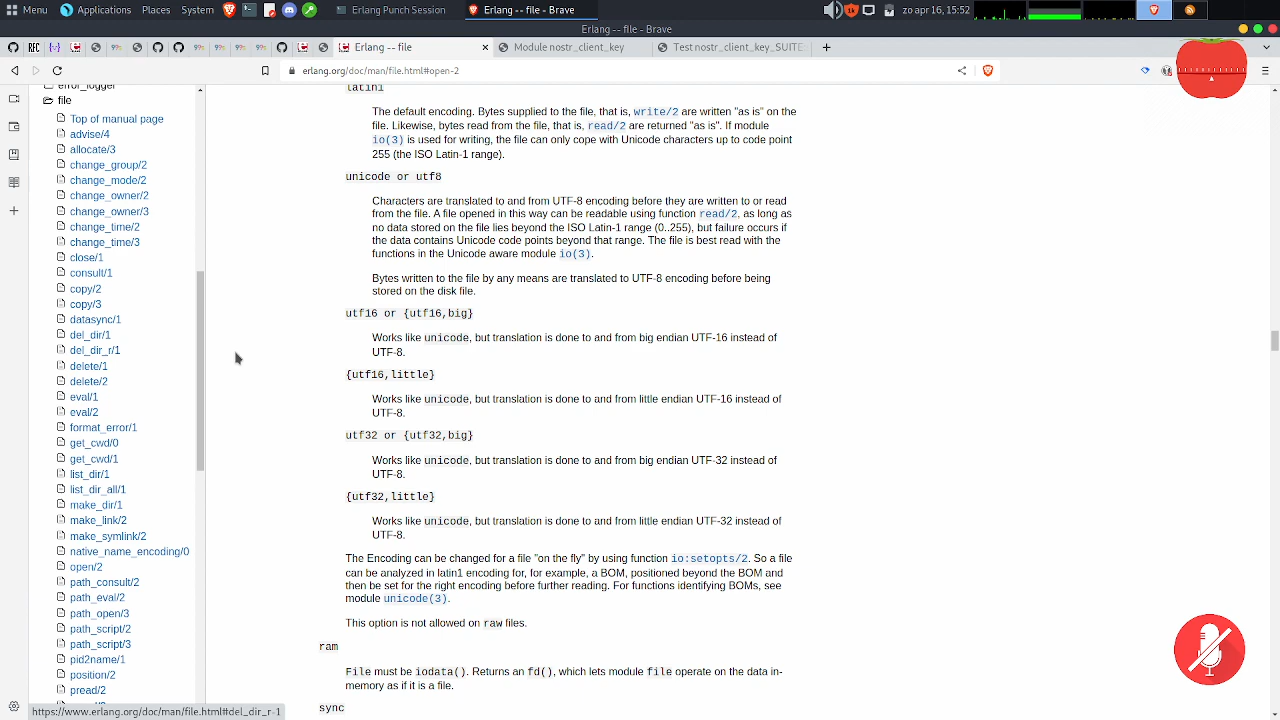 Menu Applications Places System Erlang Punch Session Erlang -- file - Brave zo apr 16, 15:52
Erlang -- file - Brave
Erlang -- file Module nostr_client_key Test nostr_client_key_SUITE
erlang.org/doc/man/file.html#open-2
error_logger
file
Top of manual page
advise/4
allocate/3
change_group/2
change_mode/2
change_owner/2
change_owner/3
change_time/2
change_time/3
close/1
consult/1
copy/2
copy/3
datasync/1
del_dir/1
del_dir_r/1
delete/1
delete/2
eval/1
eval/2
format_error/1
get_cwd/0
get_cwd/1
list_dir/1
list_dir_all/1
make_dir/1
make_link/2
make_symlink/2
native_name_encoding/0
open/2
path_consult/2
path_eval/2
path_open/3
path_script/2
path_script/3
pid2name/1
position/2
pread/2
https://www.erlang.org/doc/man/file.html#del_dir_r-1
latin1
The default encoding. Bytes supplied to the file, that is, write/2 are written "as is" on the
file. Likewise, bytes read from the file, that is, read/2 are returned "as is". If module
io(3) is used for writing, the file can only cope with Unicode characters up to code point
255 (the ISO Latin-1 range).
unicode or utf8
Characters are translated to and from UTF-8 encoding before they are written to or read
from the file. A file opened in this way can be readable using function read/2, as long as
no data stored on the file lies beyond the ISO Latin-1 range (0..255), but failure occurs if
the data contains Unicode code points beyond that range. The file is best read with the
functions in the Unicode aware module io(3).
Bytes written to the file by any means are translated to UTF-8 encoding before being
stored on the disk file.
utf16 or {utf16,big}
Works like unicode, but translation is done to and from big endian UTF-16 instead of
UTF-8.
{utf16,little}
Works like unicode, but translation is done to and from little endian UTF-16 instead of
UTF-8.
utf32 or {utf32,big}
Works like unicode, but translation is done to and from big endian UTF-32 instead of
UTF-8.
{utf32,little}
Works like unicode, but translation is done to and from little endian UTF-32 instead of
UTF-8.
The Encoding can be changed for a file "on the fly" by using function io:setopts/2. So a file
can be analyzed in latin1 encoding for, for example, a BOM, positioned beyond the BOM and
then be set for the right encoding before further reading. For functions identifying BOMs, see
module unicode(3).
This option is not allowed on raw files.
ram
File must be iodata(). Returns an fd(), which lets module file operate on the data in-
memory as if it is a file.
sync